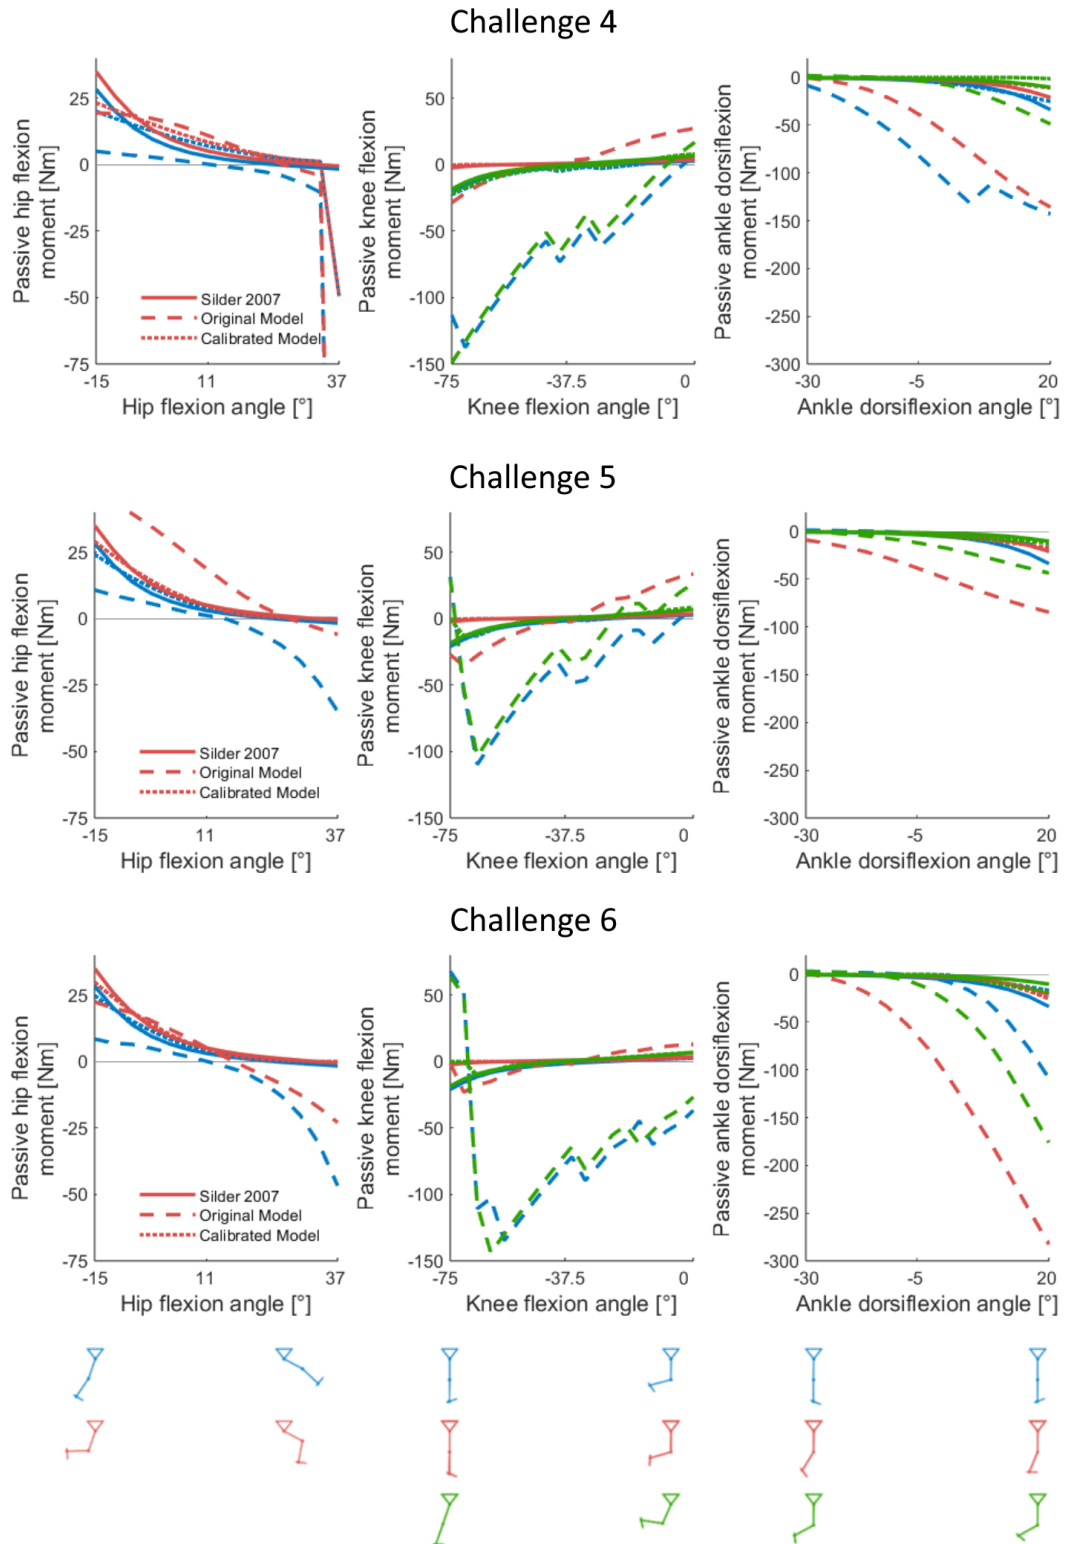 Challenge 4
Passive hip flexion
moment [Nm]
25
0
-25
-50
-75
-15
11
37
Hip flexion angle [°]
Silder 2007
Original Model
Calibrated Model
Passive knee flexion
moment [Nm]
50
0
-50
-100
-150
-75
-37.5
0
Knee flexion angle [°]
Passive ankle dorsiflexion
moment [Nm]
0
-50
-100
-150
-200
-250
-300
-30
-5
20
Ankle dorsiflexion angle [°]
Challenge 5
Passive hip flexion
moment [Nm]
25
0
-25
-50
-75
-15
11
37
Hip flexion angle [°]
Silder 2007
Original Model
Calibrated Model
Passive knee flexion
moment [Nm]
50
0
-50
-100
-150
-75
-37.5
0
Knee flexion angle [°]
Passive ankle dorsiflexion
moment [Nm]
0
-50
-100
-150
-200
-250
-300
-30
-5
20
Ankle dorsiflexion angle [°]
Challenge 6
Passive hip flexion
moment [Nm]
25
0
-25
-50
-75
-15
11
37
Hip flexion angle [°]
Silder 2007
Original Model
Calibrated Model
Passive knee flexion
moment [Nm]
50
0
-50
-100
-150
-75
-37.5
0
Knee flexion angle [°]
Passive ankle dorsiflexion
moment [Nm]
0
-50
-100
-150
-200
-250
-300
-30
-5
20
Ankle dorsiflexion angle [°]